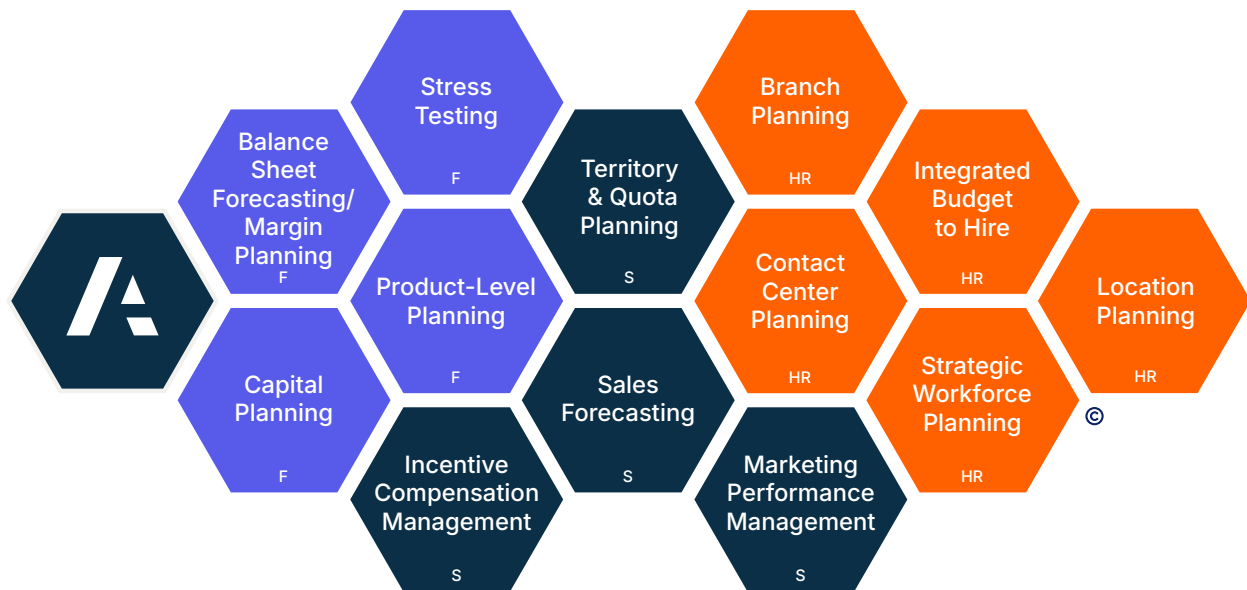 Stress
Testing
F
Branch
Planning
HR
Balance
Sheet
Forecasting/
Margin
Planning
F
Territory
& Quota
Planning
S
Integrated
Budget
to Hire
HR
Product-Level
Planning
F
Contact
Center
Planning
HR
Location
Planning
HR
Capital
Planning
F
Sales
Forecasting
S
Strategic
Workforce
Planning
HR
©
Incentive
Compensation
Management
S
Marketing
Performance
Management
S